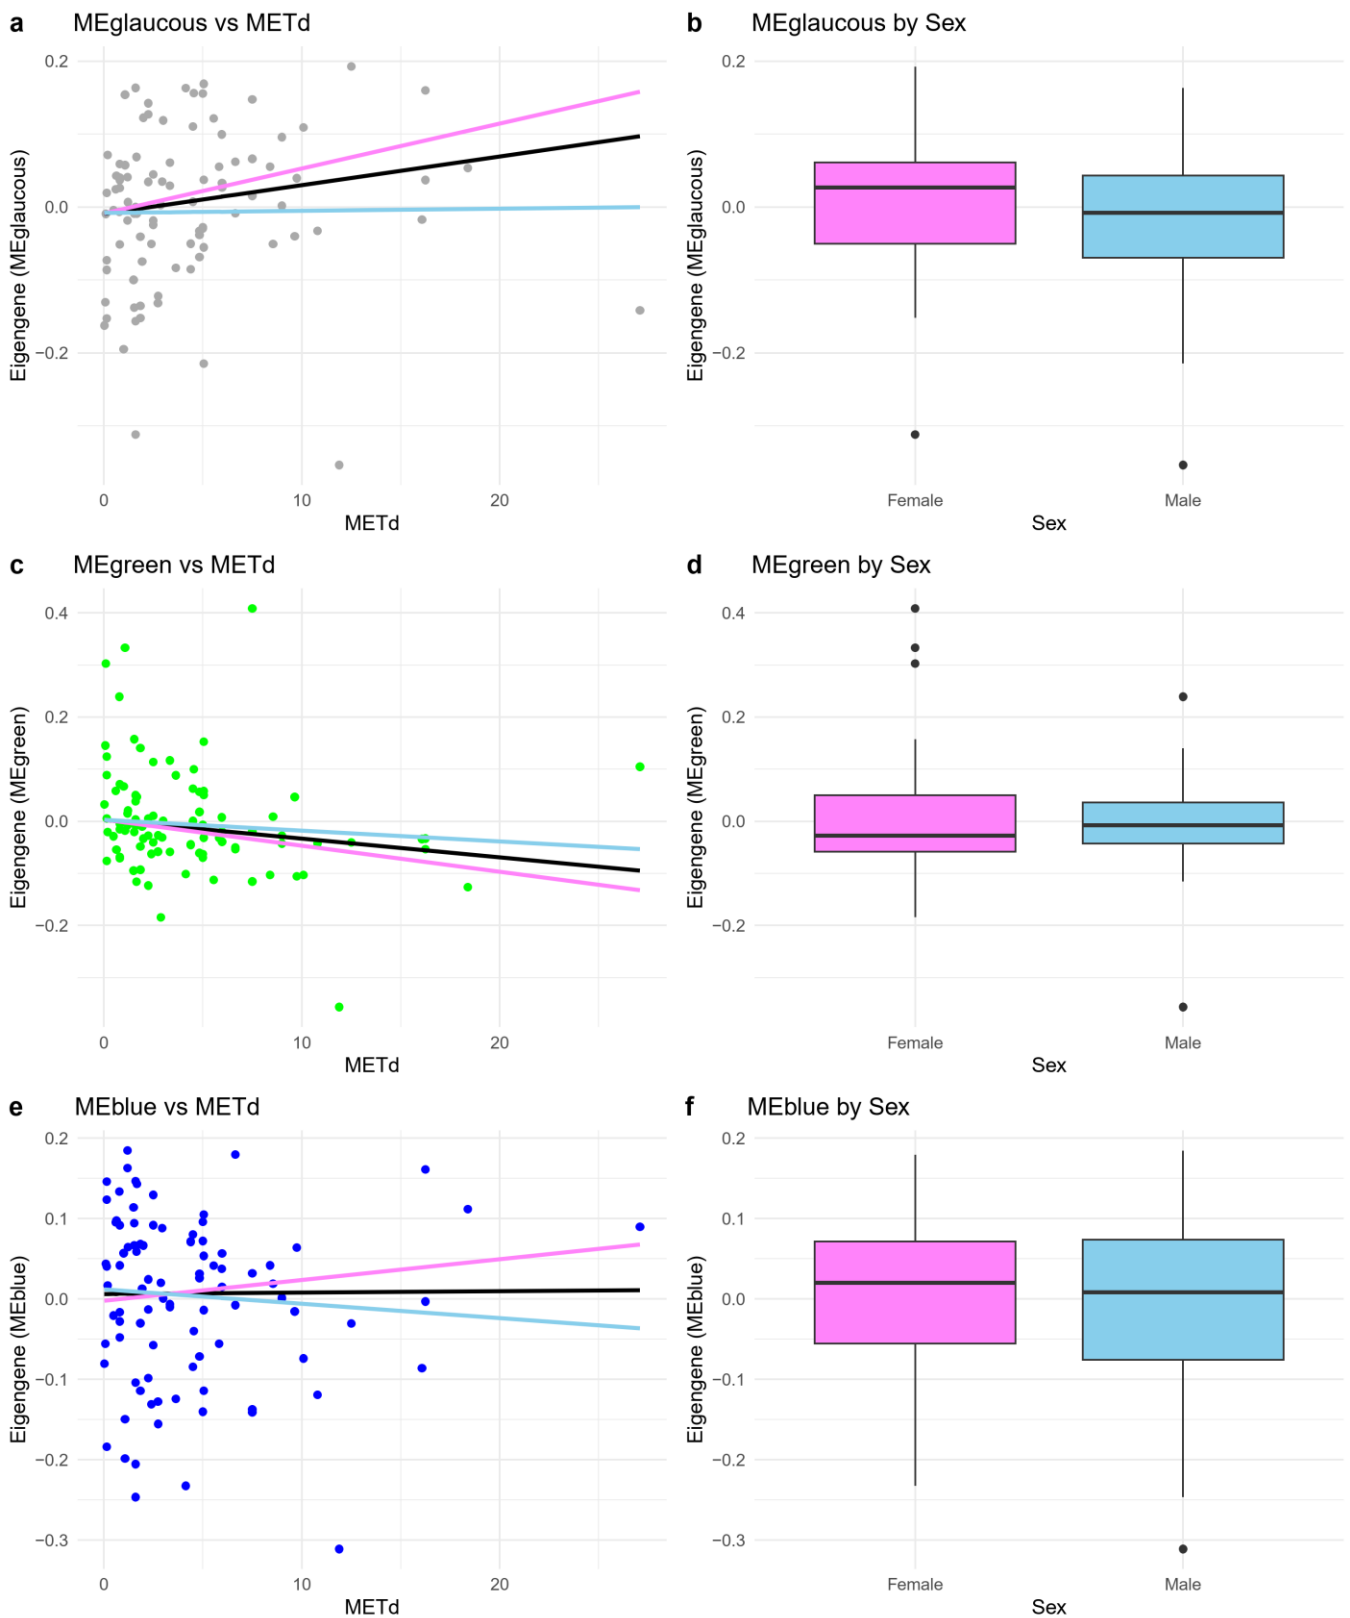 a MEglaucous vs METd
Eigengene (MEglaucous)
0.2
0.0
−0.2
0 10 20
METd
b MEglaucous by Sex
Eigengene (MEglaucous)
0.2
0.0
−0.2
Female Male
Sex
c MEgreen vs METd
Eigengene (MEgreen)
0.4
0.2
0.0
−0.2
0 10 20
METd
d MEgreen by Sex
Eigengene (MEgreen)
0.4
0.2
0.0
−0.2
Female Male
Sex
e MEblue vs METd
Eigengene (MEblue)
0.2
0.1
0.0
−0.1
−0.2
−0.3
0 10 20
METd
f MEblue by Sex
Eigengene (MEblue)
0.2
0.1
0.0
−0.1
−0.2
−0.3
Female Male
Sex